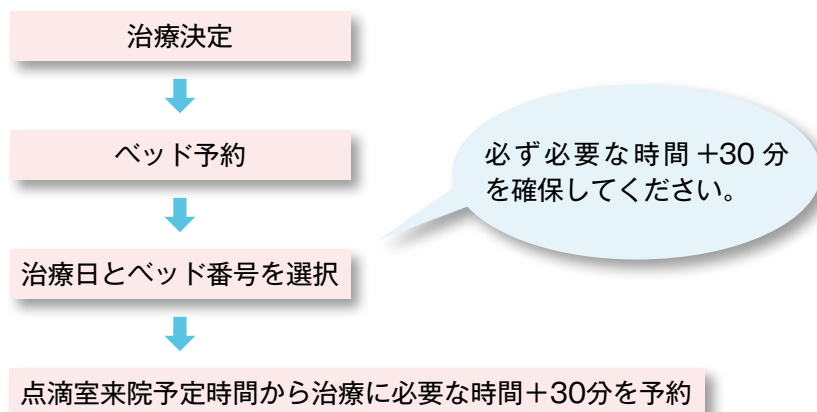 治療決定
ベッド予約
必ず必要な時間+30分
を確保してください。
治療日とベッド番号を選択
点滴室来院予定時間から治療に必要な時間+30分を予約